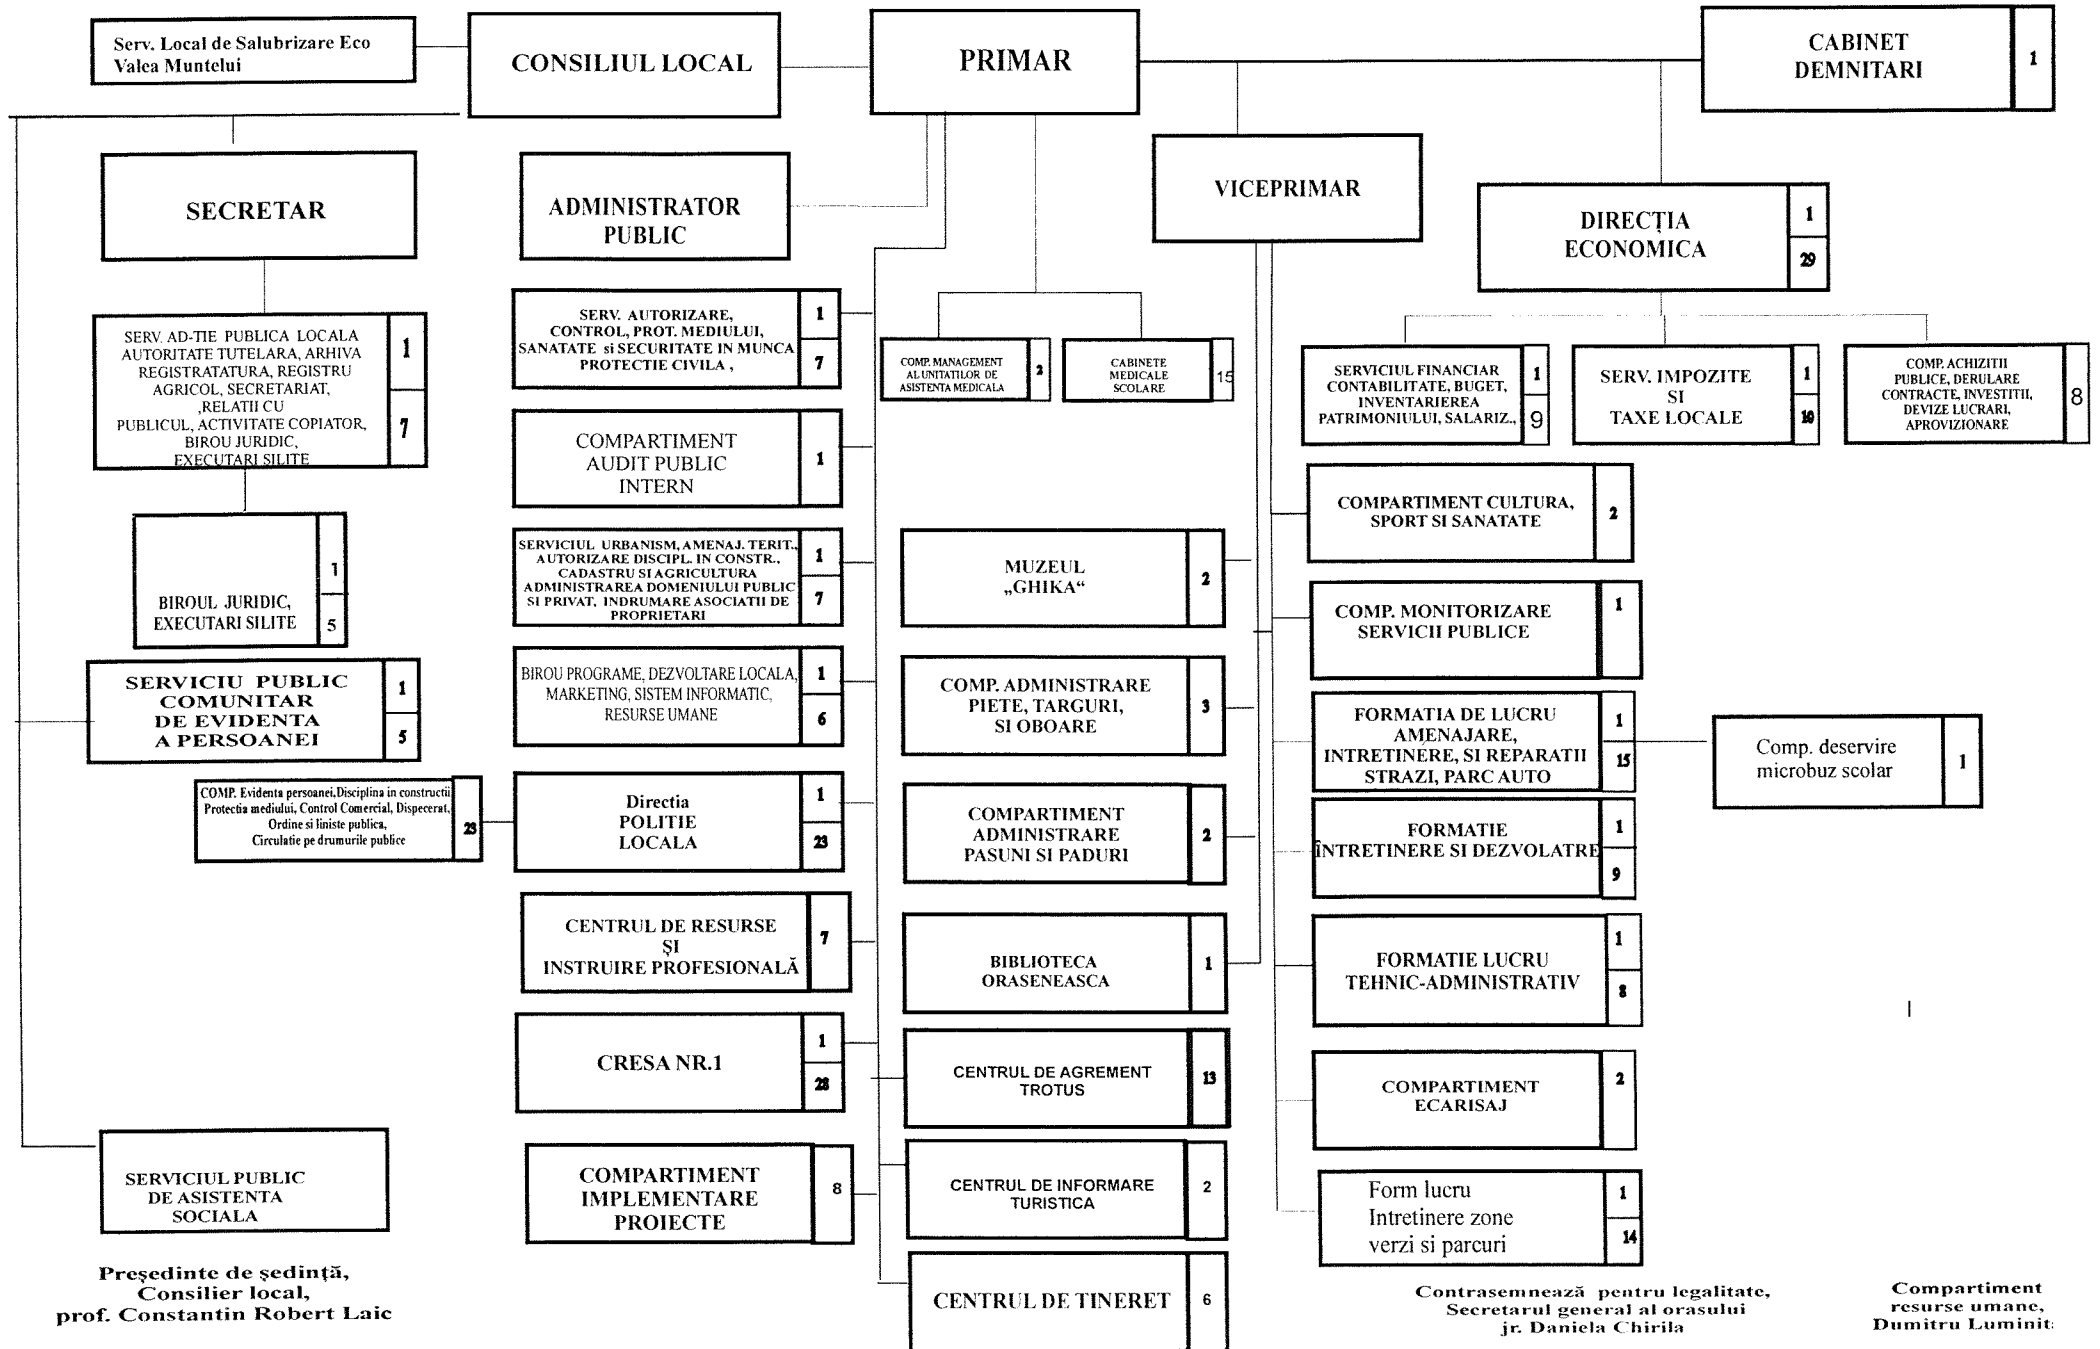 Serv. Local de Salubrizare Eco
Valea Muntelui
CONSILIUL LOCAL
PRIMAR
CABINET
DEMNITARI
1
SECRETAR
ADMINISTRATOR
PUBLIC
VICEPRIMAR
DIRECȚIA
ECONOMICA
1
29
SERV. AD-TIE PUBLICA LOCALA
AUTORITATE TUTELARA, ARHIVA
REGISTRATATURA, REGISTRU
AGRICOL, SECRETARIAT,
,RELATII CU
PUBLICUL, ACTIVITATE COPIATOR,
BIROU JURIDIC,
EXECUTARI SILITE
1
7
SERV. AUTORIZARE,
CONTROL, PROT. MEDIULUI,
SANATATE si SECURITATE IN MUNCA
PROTECTIE CIVILA ,
1
7
COMP. MANAGEMENT
AL UNITATILOR DE
ASISTENTA MEDICALA
2
CABINETE
MEDICALE
SCOLARE
15
SERVICIUL FINANCIAR
CONTABILITATE, BUGET,
INVENTARIEREA
PATRIMONIULUI, SALARIZ.,
1
9
SERV. IMPOZITE
SI
TAXE LOCALE
1
10
COMP. ACHIZITII
PUBLICE, DERULARE
CONTRACTE, INVESTITII,
DEVIZE LUCRARI,
APROVIZIONARE
8
COMPARTIMENT
AUDIT PUBLIC
INTERN
1
COMPARTIMENT CULTURA,
SPORT SI SANATATE
2
BIROUL JURIDIC,
EXECUTARI SILITE
1
5
SERVICIUL URBANISM, AMENAJ. TERIT.,
AUTORIZARE DISCIPL. IN CONSTR.,
CADASTRU SI AGRICULTURA
ADMINISTRAREA DOMENIULUI PUBLIC
SI PRIVAT, INDRUMARE ASOCIATII DE
PROPRIETARI
1
7
MUZEUL
„GHIKA“
2
COMP. MONITORIZARE
SERVICII PUBLICE
1
SERVICIU PUBLIC
COMUNITAR
DE EVIDENTA
A PERSOANEI
1
5
BIROU PROGRAME, DEZVOLTARE LOCALA,
MARKETING, SISTEM INFORMATIC,
RESURSE UMANE
1
6
COMP. ADMINISTRARE
PIETE, TARGURI,
SI OBOARE
3
FORMATIA DE LUCRU
AMENAJARE,
INTRETINERE, SI REPARATII
STRAZI, PARC AUTO
1
15
Comp. deservire
microbuz scolar
1
COMP. Evidenta persoanei,Disciplina in constructii
Protectia mediului, Control Comercial, Dispecerat,
Ordine si liniste publica,
Circulatie pe drumurile publice
23
Directia
POLITIE
LOCALA
1
23
COMPARTIMENT
ADMINISTRARE
PASUNI SI PADURI
2
FORMATIE
ÎNTRETINERE SI DEZVOLATRE
1
9
CENTRUL DE RESURSE
ȘI
INSTRUIRE PROFESIONALĂ
7
BIBLIOTECA
ORASENEASCA
1
FORMATIE LUCRU
TEHNIC-ADMINISTRATIV
1
8
CRESA NR.1
1
28
CENTRUL DE AGREMENT
TROTUS
13
COMPARTIMENT
ECARISAJ
2
SERVICIUL PUBLIC
DE ASISTENTA
SOCIALA
COMPARTIMENT
IMPLEMENTARE
PROIECTE
8
CENTRUL DE INFORMARE
TURISTICA
2
Form lucru
Intretinere zone
verzi si parcuri
1
14
CENTRUL DE TINERET
6
Președinte de ședință,
Consilier local,
prof. Constantin Robert Laic
Contrasemnează pentru legalitate,
Secretarul general al orasului
jr. Daniela Chirila
Compartiment
resurse umane,
Dumitru Luminit